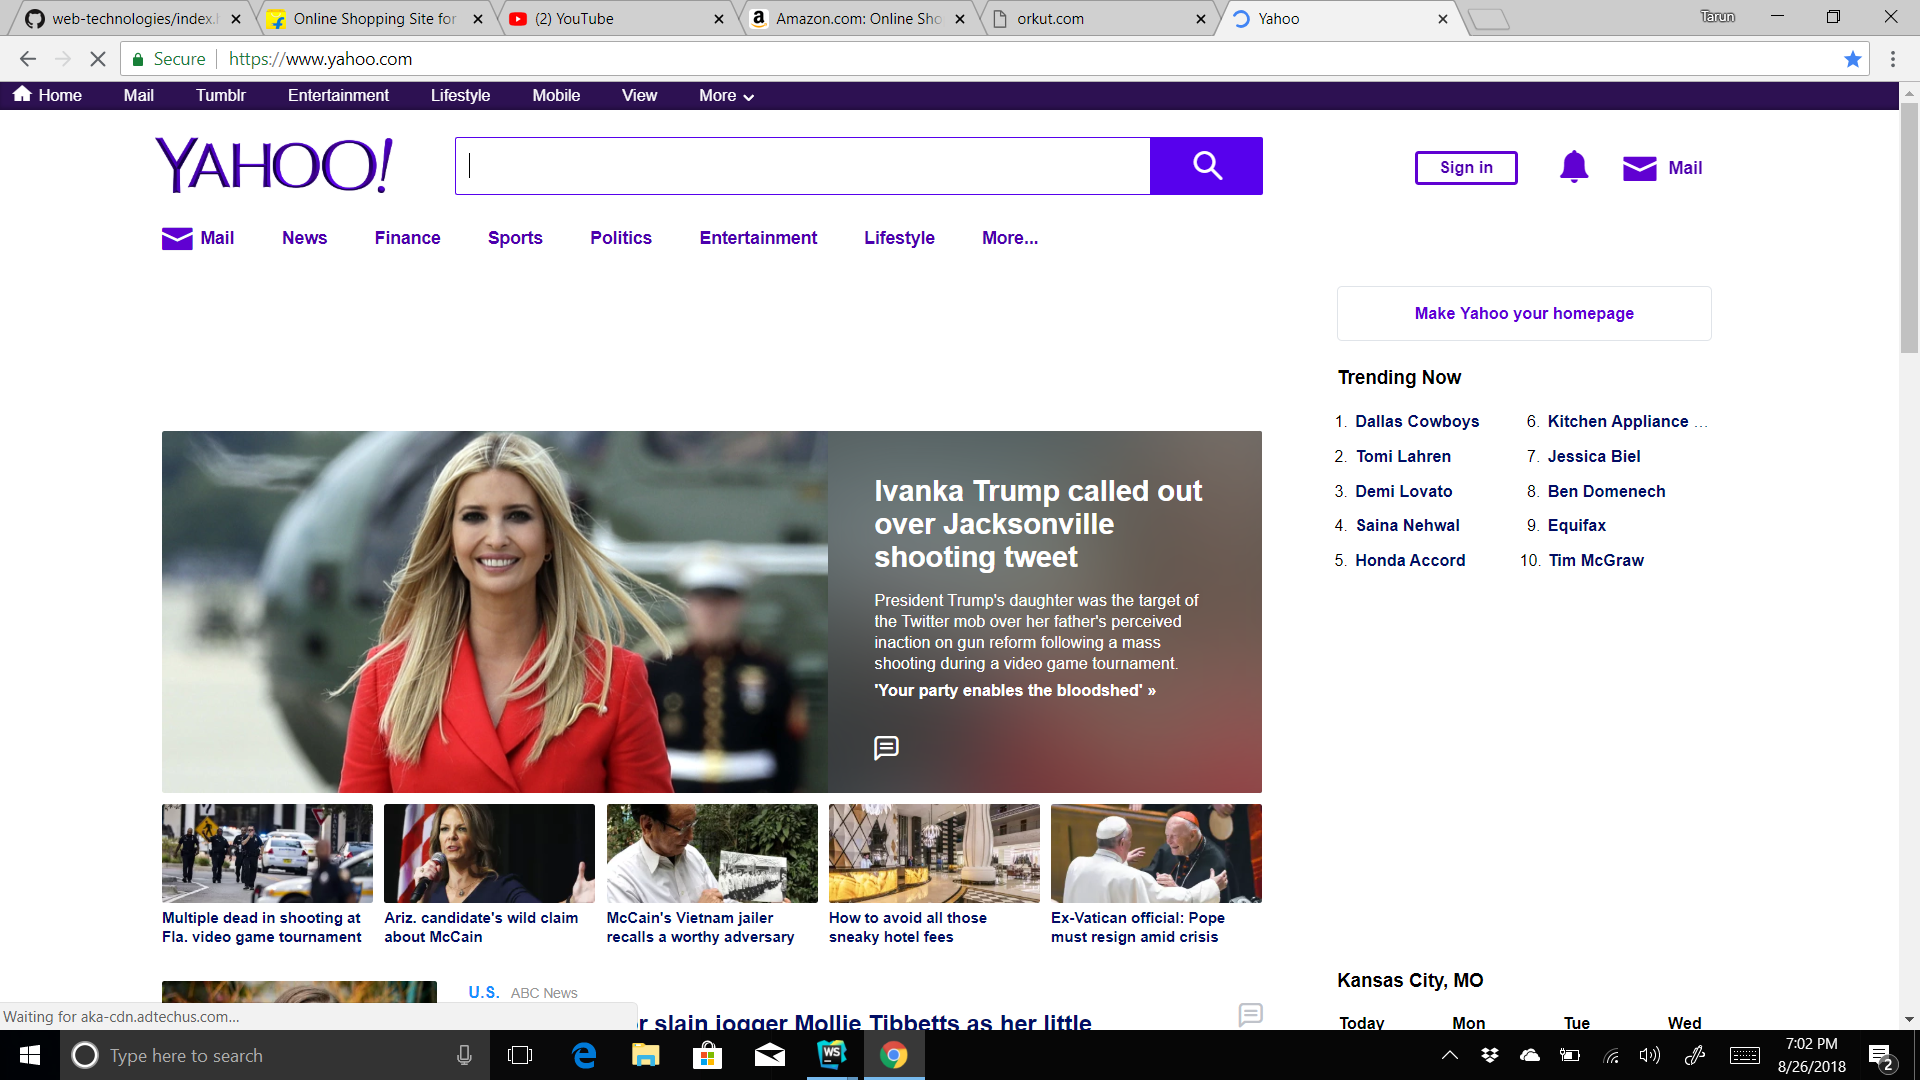 web-technologies/index.h
Online Shopping Site for
(2) YouTube
Amazon.com: Online Sho
orkut.com
Yahoo
Tarun
Secure
https://www.yahoo.com
Home Mail Tumblr Entertainment Lifestyle Mobile View More
YAHOO!
Sign in
Mail
Mail News Finance Sports Politics Entertainment Lifestyle More...
Make Yahoo your homepage
Trending Now
1. Dallas Cowboys
2. Tomi Lahren
3. Demi Lovato
4. Saina Nehwal
5. Honda Accord
6. Kitchen Appliance ...
7. Jessica Biel
8. Ben Domenech
9. Equifax
10. Tim McGraw
Ivanka Trump called out
over Jacksonville
shooting tweet
President Trump's daughter was the target of
the Twitter mob over her father's perceived
inaction on gun reform following a mass
shooting during a video game tournament.
'Your party enables the bloodshed' »
Multiple dead in shooting at
Fla. video game tournament
Ariz. candidate's wild claim
about McCain
McCain's Vietnam jailer
recalls a worthy adversary
How to avoid all those
sneaky hotel fees
Ex-Vatican official: Pope
must resign amid crisis
U.S. ABC News
r slain jogger Mollie Tibbetts as her little
Kansas City, MO
Today Mon Tue Wed
Waiting for aka-cdn.adtechus.com...
Type here to search
WS
7:02 PM
8/26/2018
2